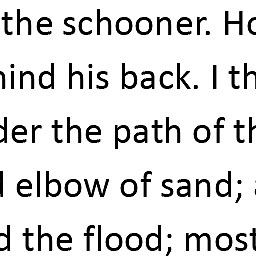 the schooner. Ho
hind his back. I th
der the path of th
d elbow of sand; a
d the flood; most